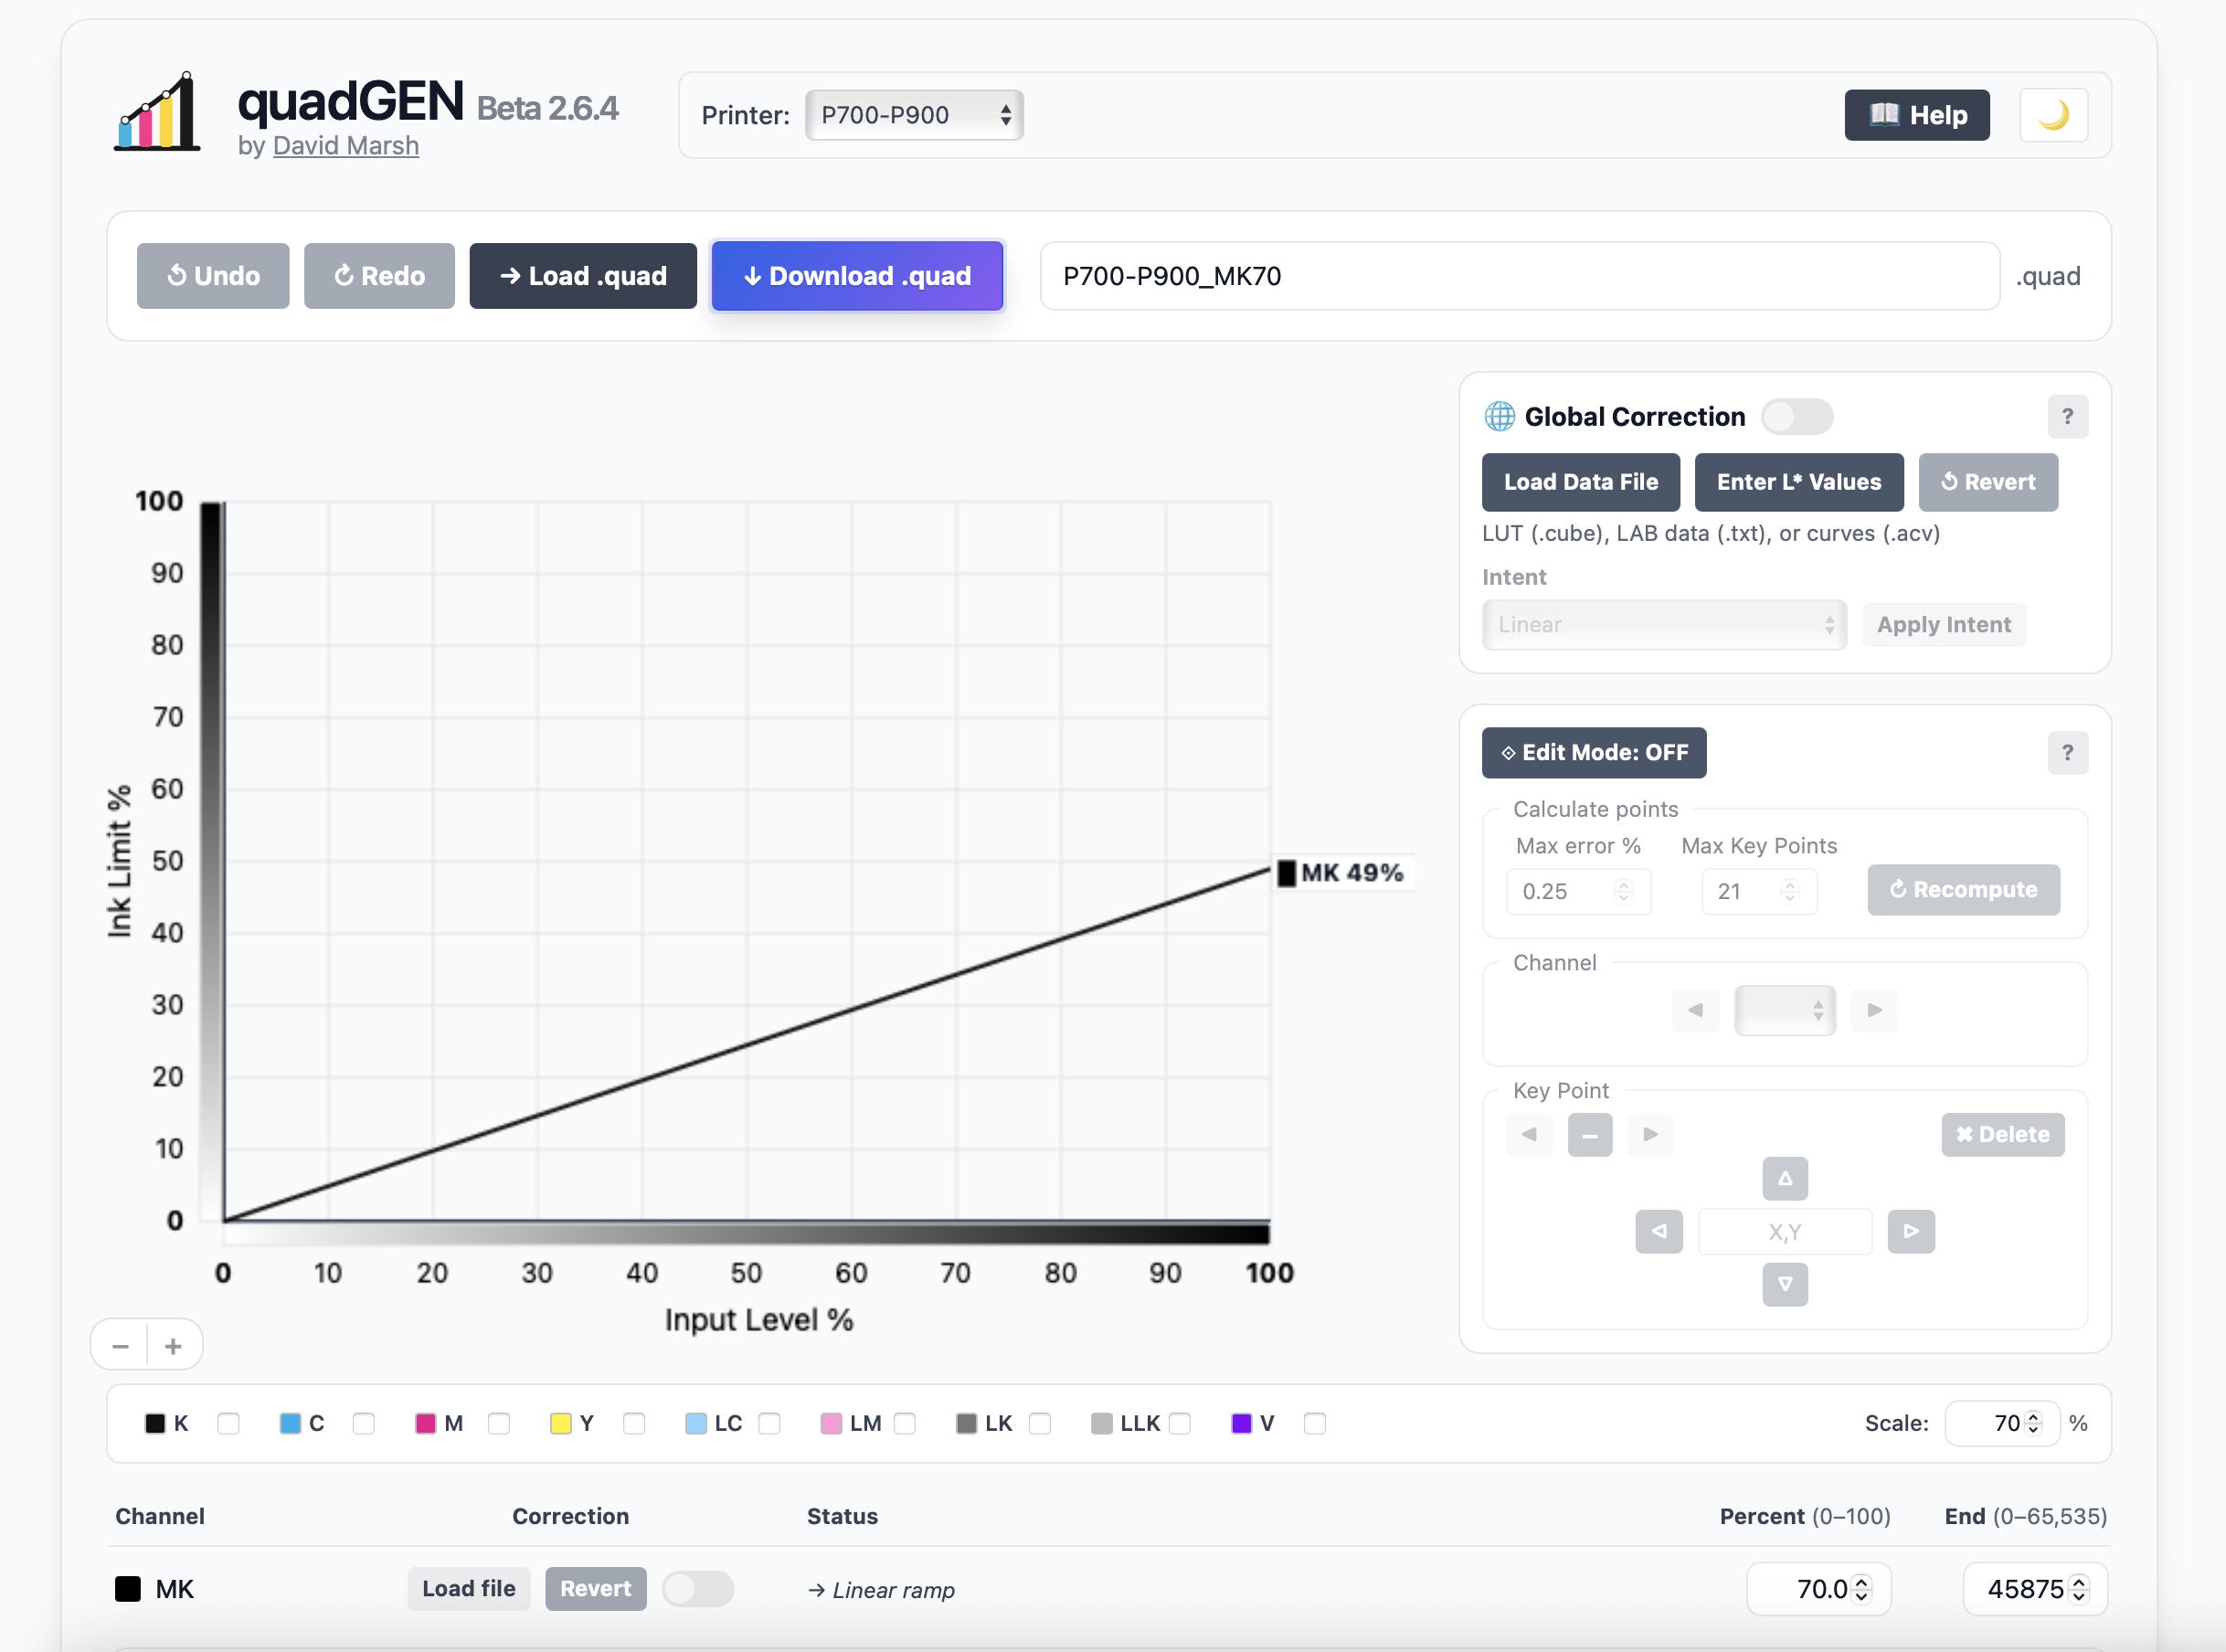 quadGEN Beta 2.6.4
by David Marsh
Printer: P700-P900
📖 Help
Undo
Redo
→ Load .quad
↓ Download .quad
P700-P900_MK70 .quad
Global Correction
?
Load Data File
Enter L* Values
Revert
LUT (.cube), LAB data (.txt), or curves (.acv)
Intent
Linear
Apply Intent
Edit Mode: OFF
?
Calculate points
Max error %
Max Key Points
0.25
21
Recompute
Channel
Key Point
–
✖ Delete
X,Y
Ink Limit %
100
90
80
70
60
50
40
30
20
10
0
MK 49%
0 10 20 30 40 50 60 70 80 90 100
Input Level %
− +
K C M Y LC LM LK LLK V
Scale: 70 %
Channel Correction Status Percent (0–100) End (0–65,535)
MK Load file Revert → Linear ramp 70.0 45875